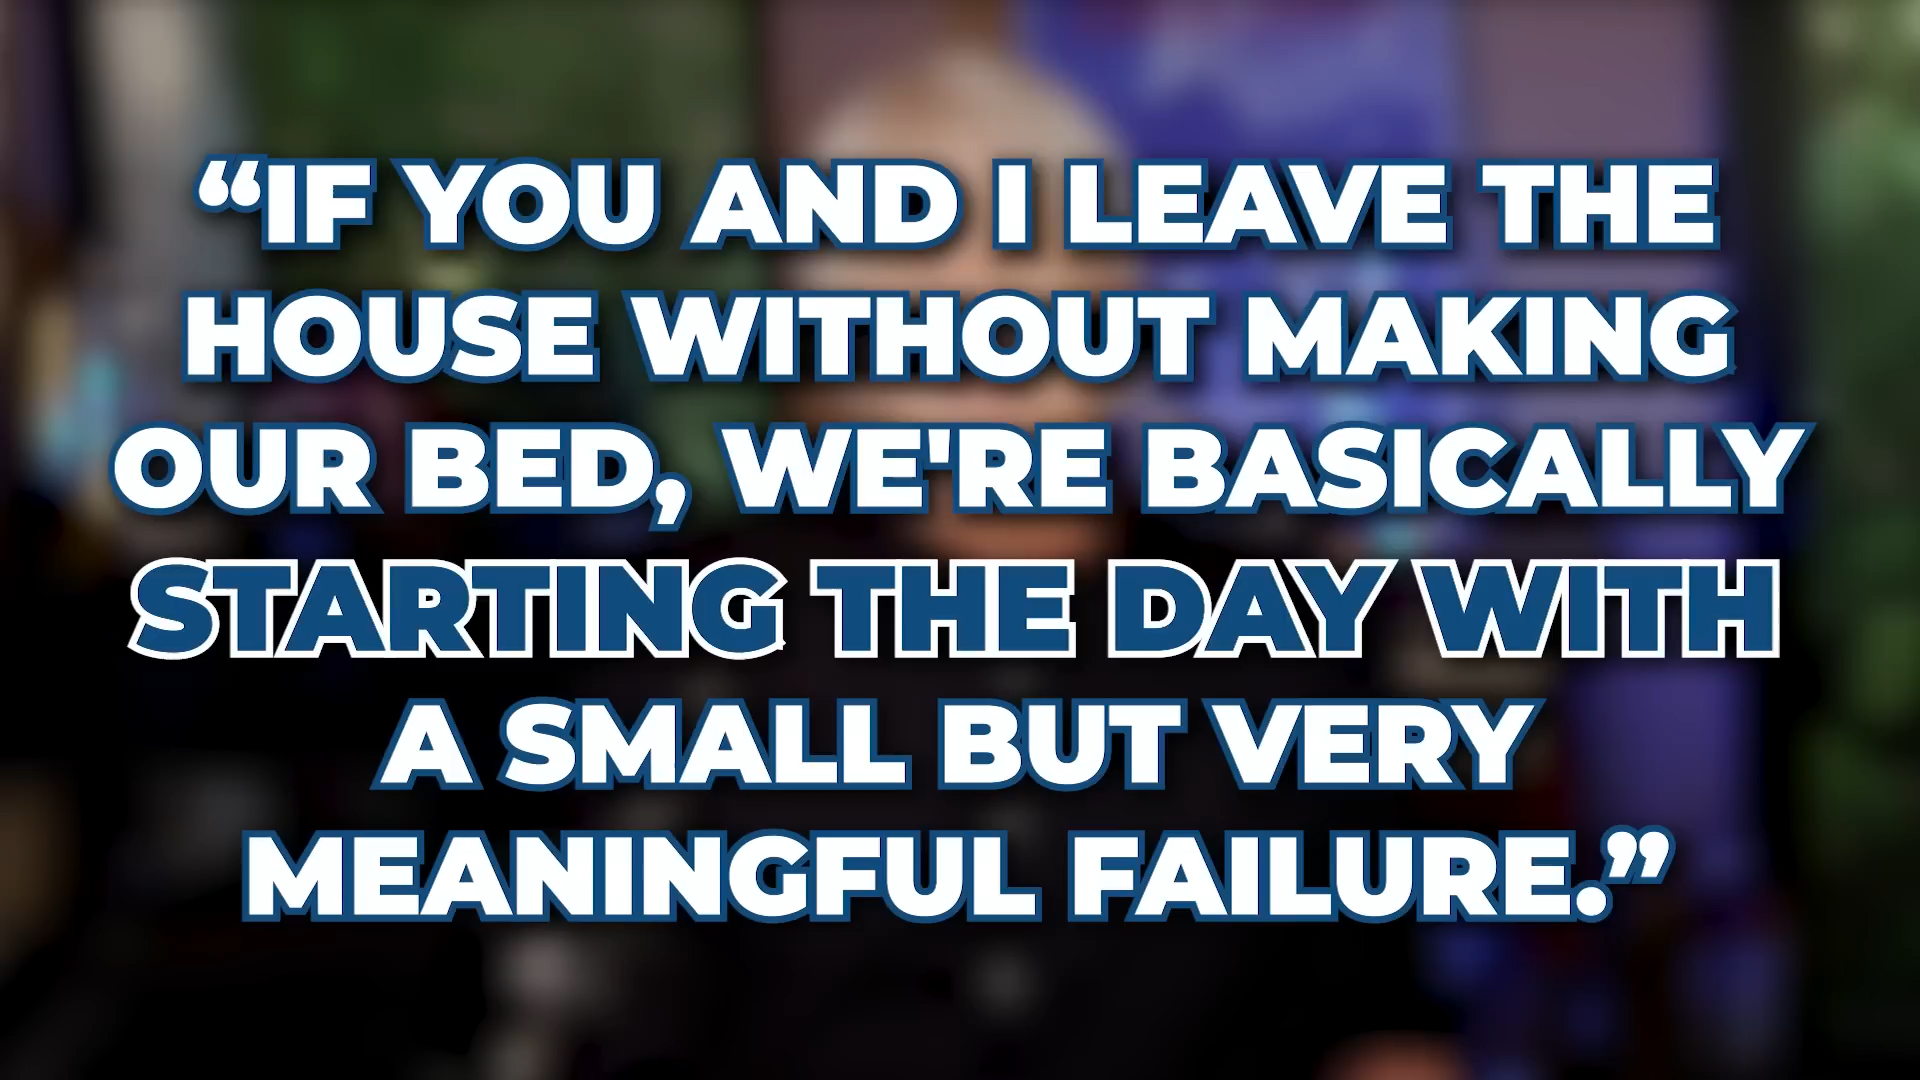 “IF YOU AND I LEAVE THE
HOUSE WITHOUT MAKING
OUR BED, WE'RE BASICALLY
STARTING THE DAY WITH
A SMALL BUT VERY
MEANINGFUL FAILURE.”